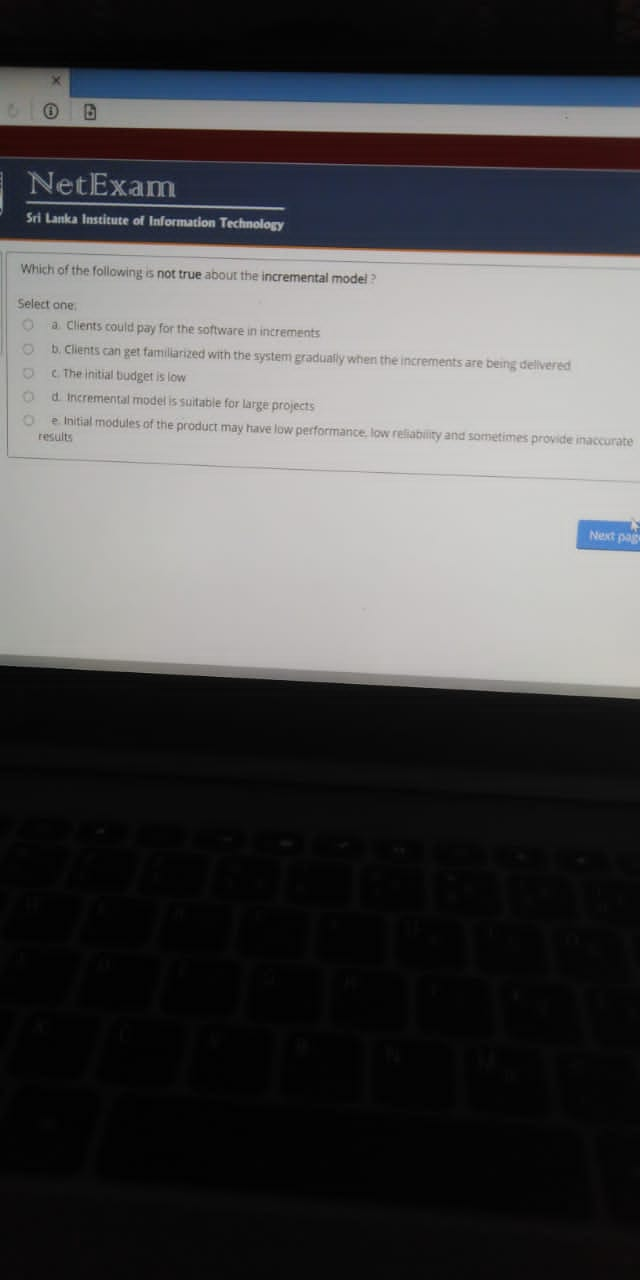 NetExam
Sri Lanka Institute of Information Technology
Which of the following is not true about the incremental model ?
Select one:
a. Clients could pay for the software in increments
b. Clients can get familiarized with the system gradually when the increments are being delivered
c. The initial budget is low
d. Incremental model is suitable for large projects
e. Initial modules of the product may have low performance, low reliability and sometimes provide inaccurate
results
Next page